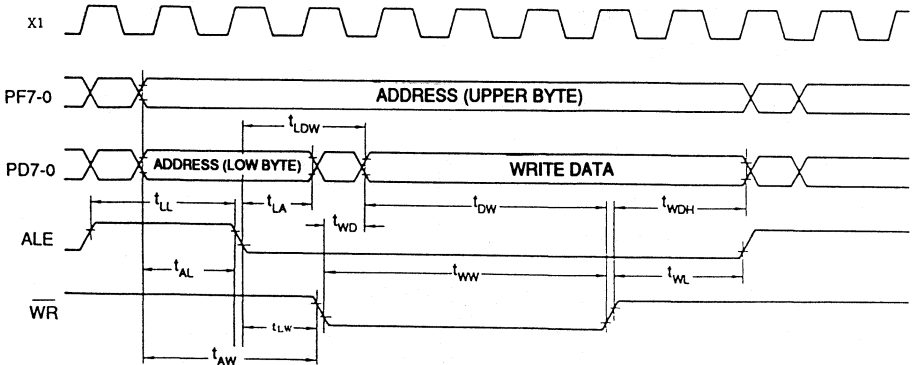 X1
PF7-0
ADDRESS (UPPER BYTE)
tLDW
PD7-0
ADDRESS (LOW BYTE)
WRITE DATA
tLL
tLA
tWD
tDW
tWDH
ALE
tAL
tWW
tWL
WR
tLW
tAW